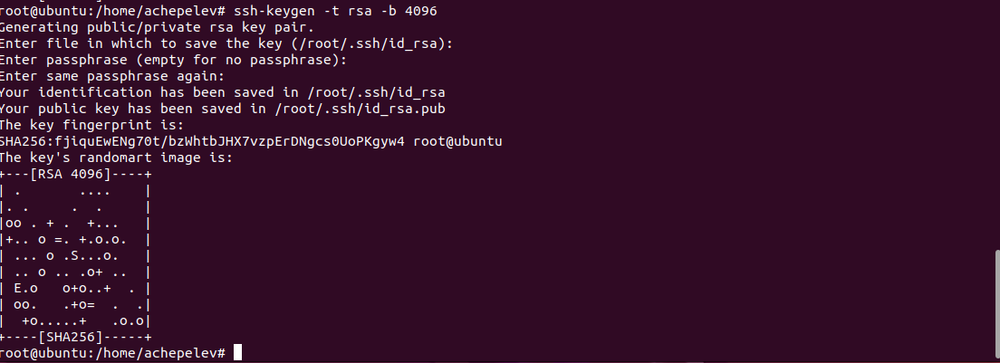 root@ubuntu:/home/achepelev# ssh-keygen -t rsa -b 4096
Generating public/private rsa key pair.
Enter file in which to save the key (/root/.ssh/id_rsa):
Enter passphrase (empty for no passphrase):
Enter same passphrase again:
Your identification has been saved in /root/.ssh/id_rsa
Your public key has been saved in /root/.ssh/id_rsa.pub
The key fingerprint is:
SHA256:fjiquEwENg70t/bzWhtbJHX7vzpErDNgcs0UoPKgyw4 root@ubuntu
The key's randomart image is:
+---[RSA 4096]----+
| .       ....    |
|. .     .  .     |
|oo . + .  +...   |
|+.. o =. +.o.o.  |
| ... o .S...o.   |
| .. o .. .o+ ..  |
| E.o   o+o..+  . |
| oo.   .+o=  .  .|
|  +o.....+   .o.o|
+----[SHA256]-----+
root@ubuntu:/home/achepelev#